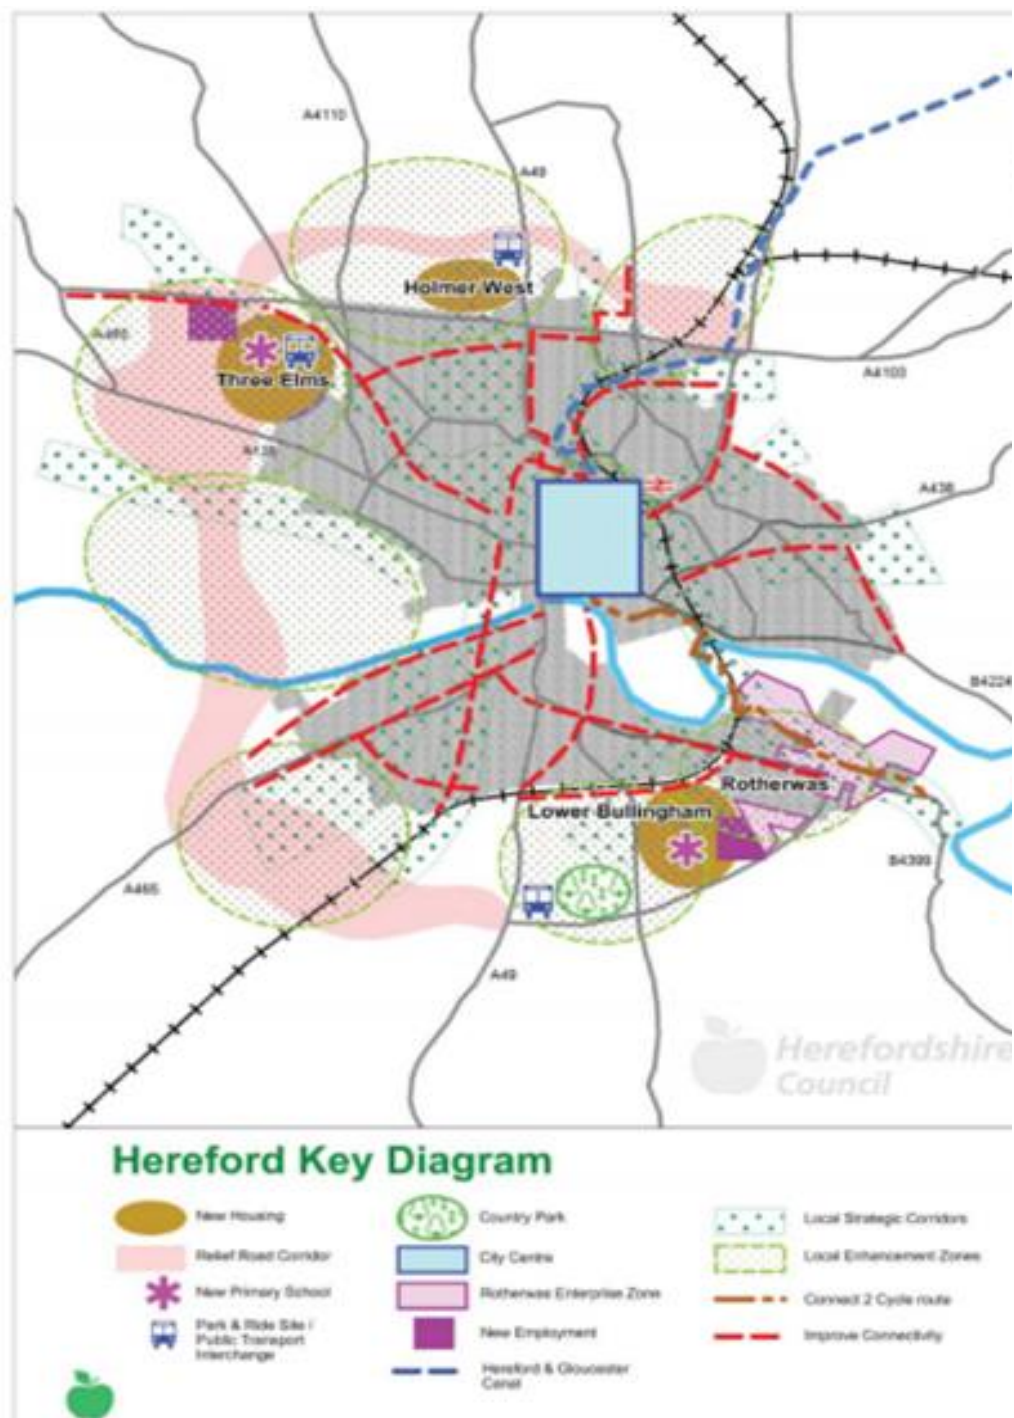 A4110
A49
Holmer West
A480
Three Elms
A4103
A438
A438
B4224
Rotherwas
Lower Bullingham
A465
B4399
A49
Herefordshire
Council
Hereford Key Diagram
New Housing
Relief Road Corridor
New Primary School
Park & Ride Site /
Public Transport
Interchange
Country Park
City Centre
Rotherwas Enterprise Zone
New Employment
Hereford & Gloucester
Canal
Local Strategic Corridors
Local Enhancement Zones
Connect 2 Cycle route
Improve Connectivity